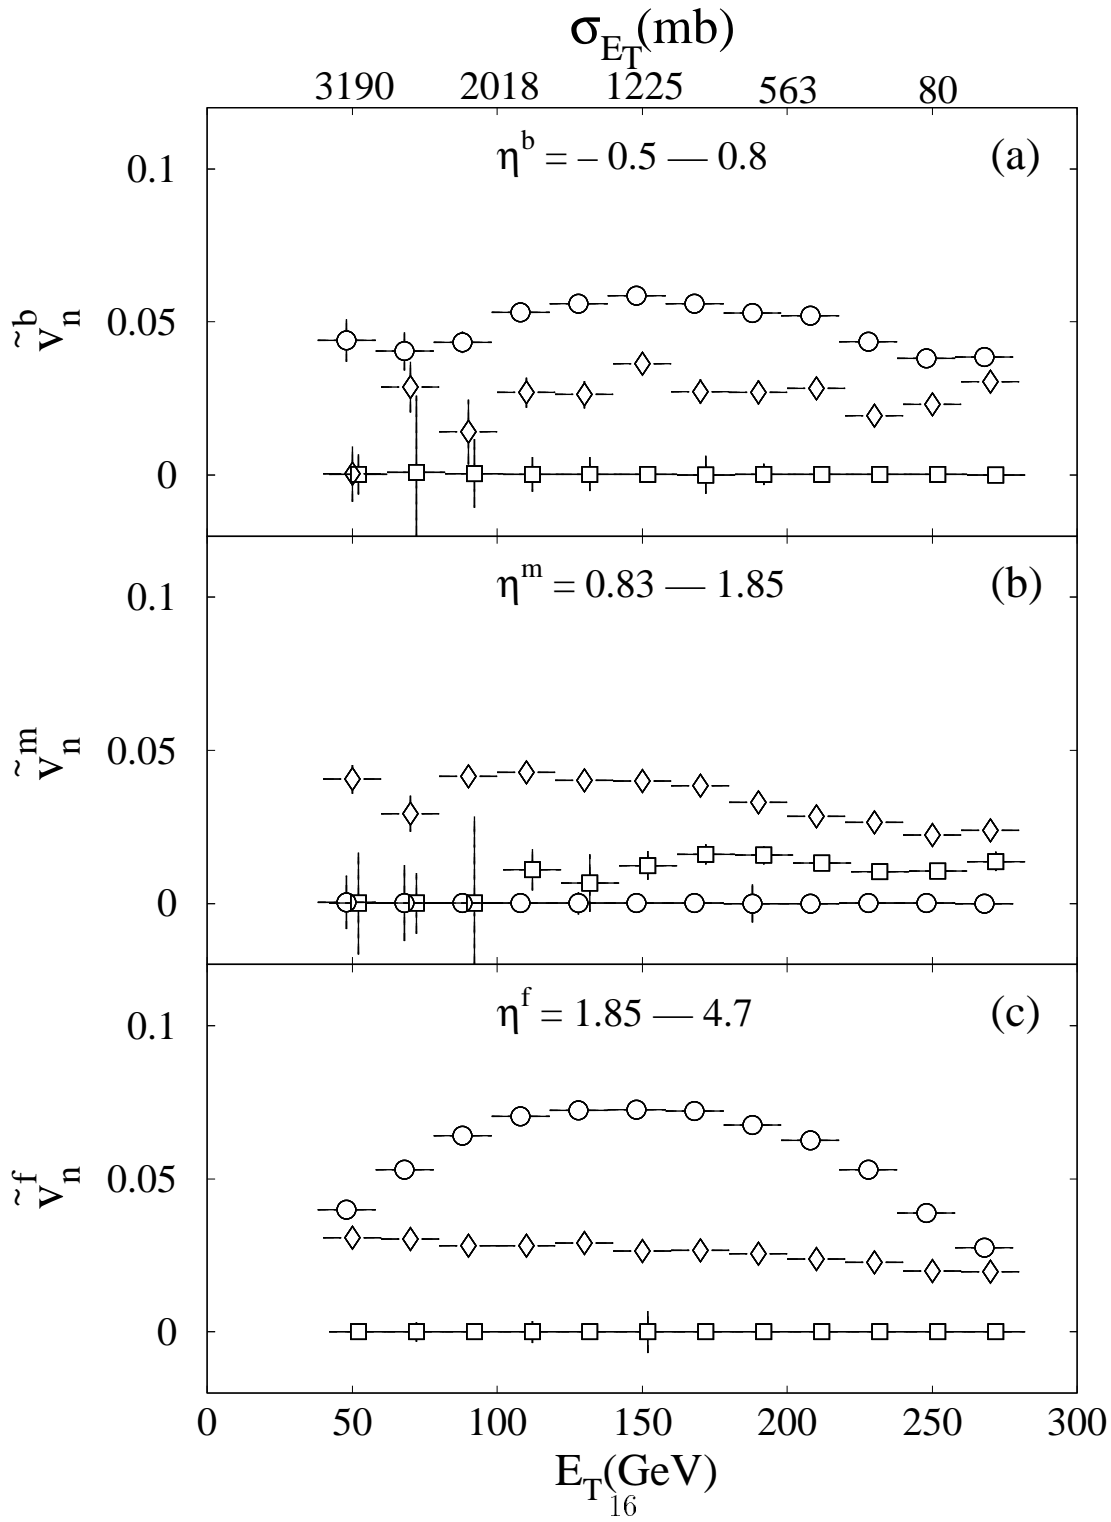 σ_{E_T}(mb)
3190 2018 1225 563 80
η^b = – 0.5 — 0.8 (a)
0.1
0.05
0
ṽ_n^b
η^m = 0.83 — 1.85 (b)
0.1
0.05
0
ṽ_n^m
η^f = 1.85 — 4.7 (c)
0.1
0.05
0
ṽ_n^f
0 50 100 150 200 250 300
E_T(GeV)
16